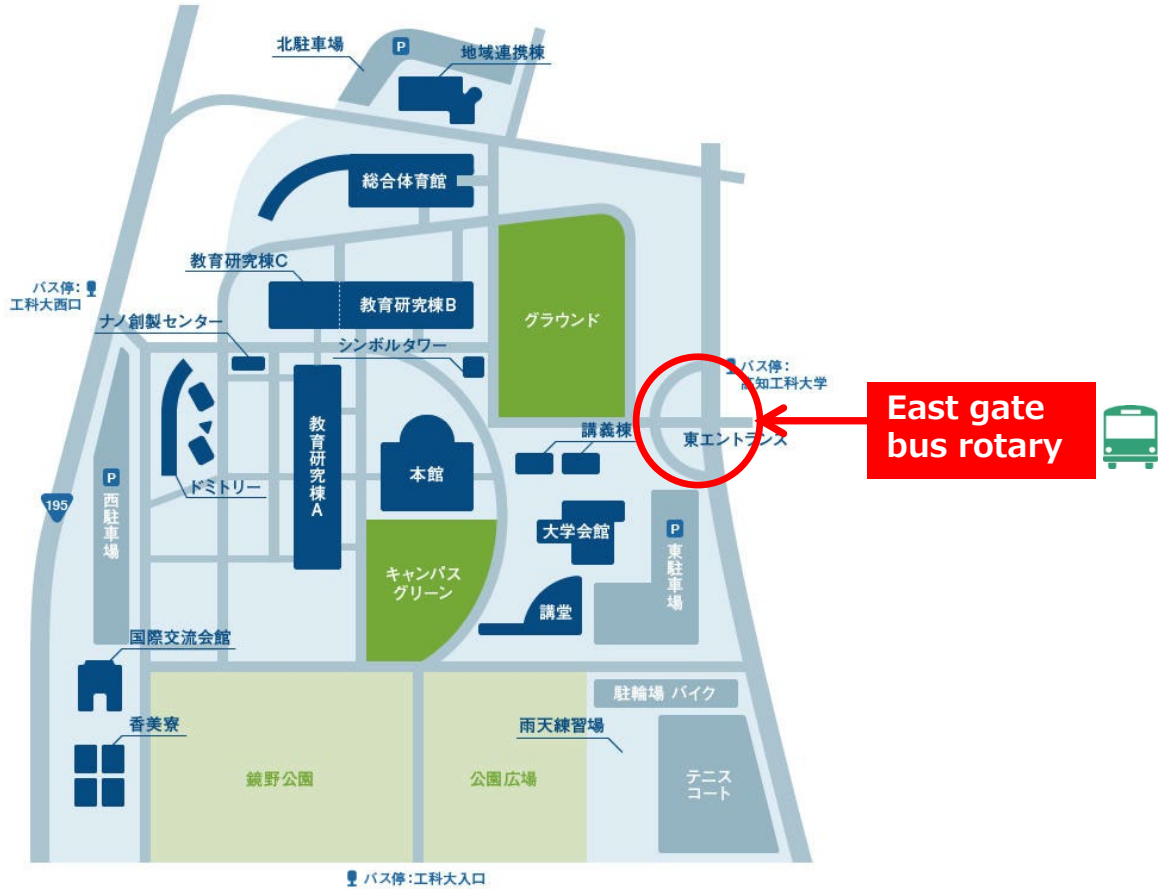 北駐車場
P
地域連携棟
総合体育館
教育研究棟C
バス停:
工科大西口
教育研究棟B
グラウンド
ナノ創製センター
シンボルタワー
バス停:
高知工科大学
East gate
bus rotary
講義棟
東エントランス
教育研究棟A
本館
P
西駐車場
ドミトリー
195
大学会館
P
東駐車場
キャンパス
グリーン
講堂
国際交流会館
駐輪場 バイク
香美寮
雨天練習場
鏡野公園
公園広場
テニス
コート
バス停:工科大入口